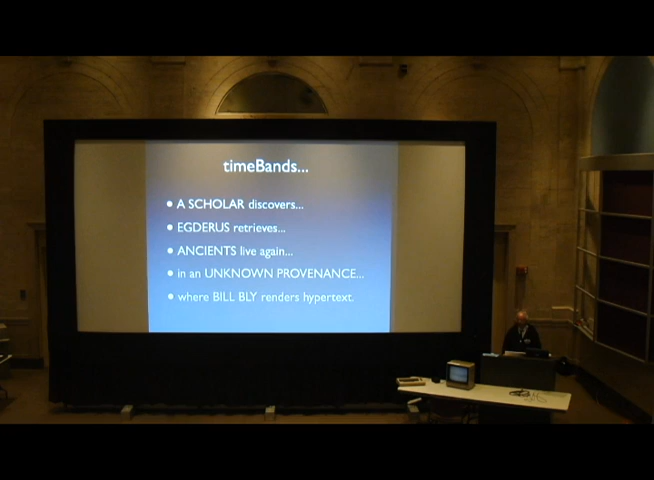 timeBands...
• A SCHOLAR discovers...
• EGDERUS retrieves...
• ANCIENTS live again...
• in an UNKNOWN PROVENANCE...
• where BILL BLY renders hypertext.